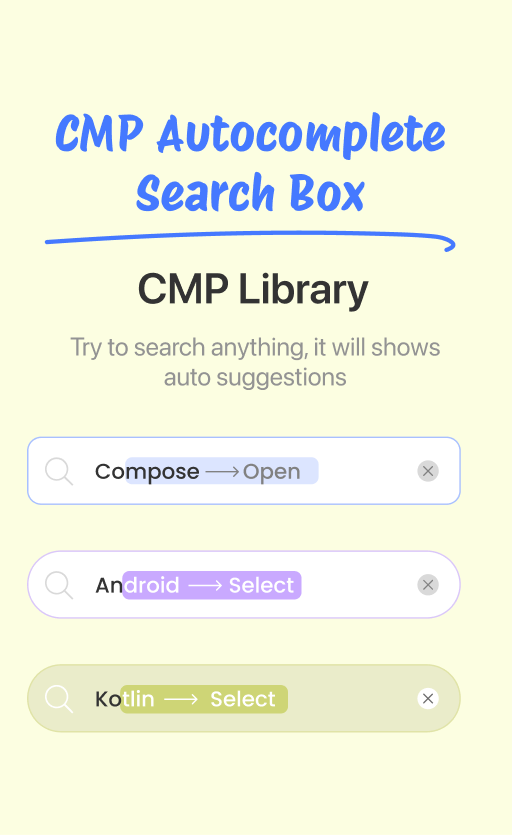 CMP Autocomplete
Search Box
CMP Library
Try to search anything, it will shows
auto suggestions
Compose ⟶ Open
Android ⟶ Select
Kotlin ⟶ Select